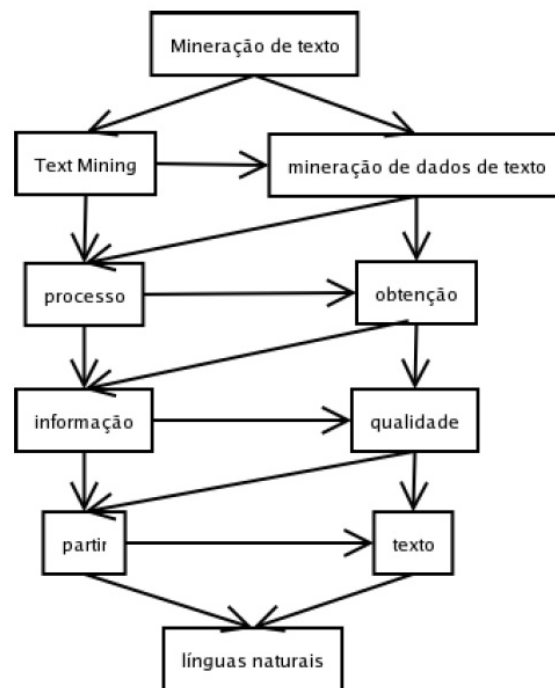 Mineração de texto
Text Mining
mineração de dados de texto
processo
obtenção
informação
qualidade
partir
texto
línguas naturais